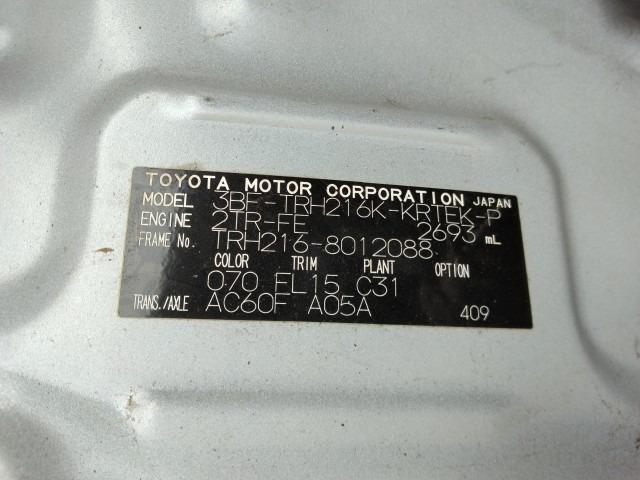 TOYOTA MOTOR CORPORATION JAPAN
MODEL 3BF-TRH216K-KRTEK-P
ENGINE 2TR-FE 2693 mL
FRAME No. TRH216-8012088
COLOR TRIM PLANT OPTION
070 FL15 C31
TRANS./AXLE AC60F A05A 409